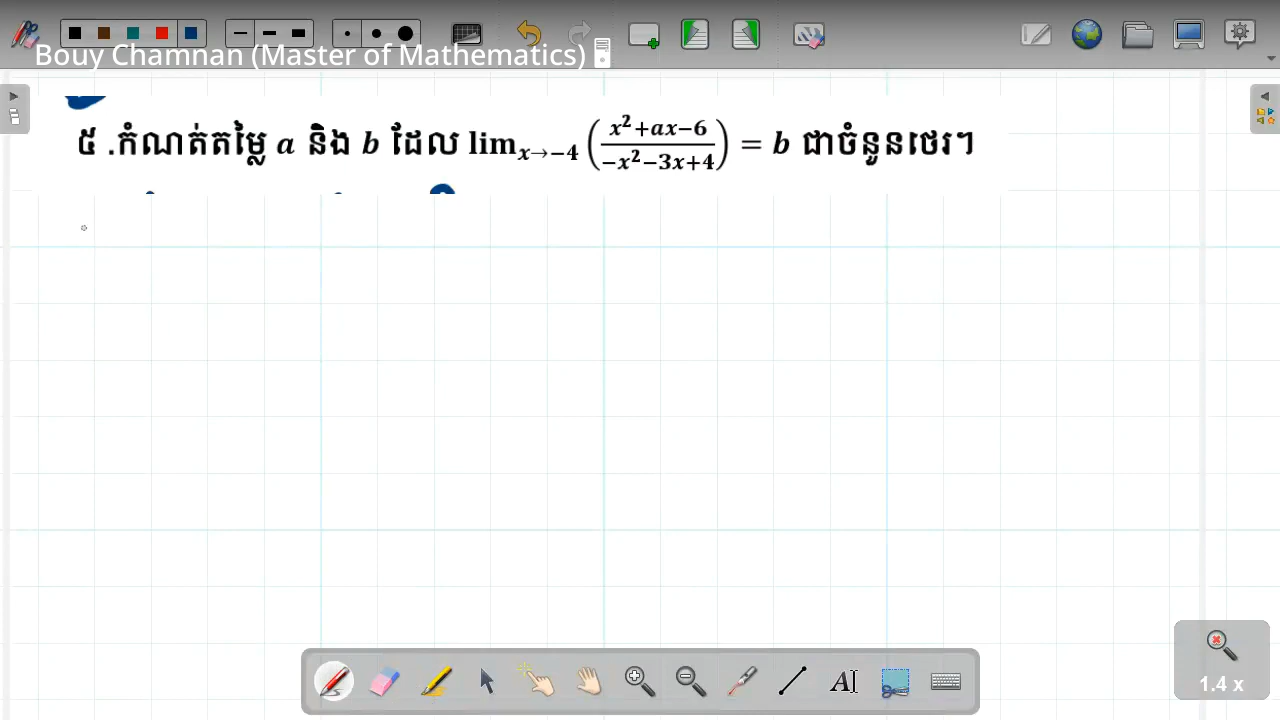 Bouy Chamnan (Master of Mathematics)🖥
៥ .កំណត់តម្លៃ a និង b ដែល lim_{x→−4} ((x²+ax−6)/(−x²−3x+4)) = b ជាចំនួនថេរ។
1.4 x